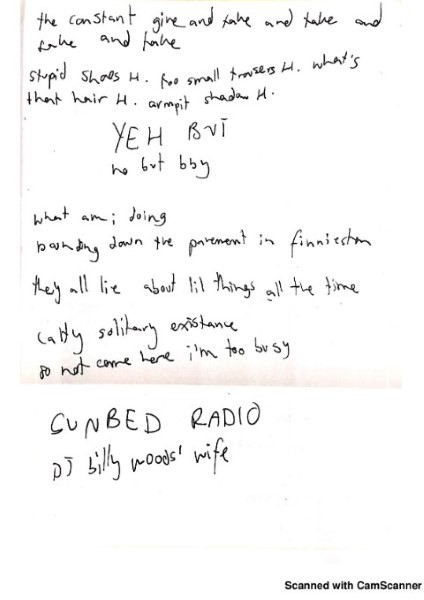 the constant give and take and take and
take and take
stupid shoes H. too small trousers H. what's
that hair H. armpit shadow H.
YEH BUT
no but bby
what am i doing
bounding down the pavement in finnieston
they all lie about lil things all the time
catty solitary existance
do not come here i'm too busy
SUNBED RADIO
DJ billy woods' wife
Scanned with CamScanner